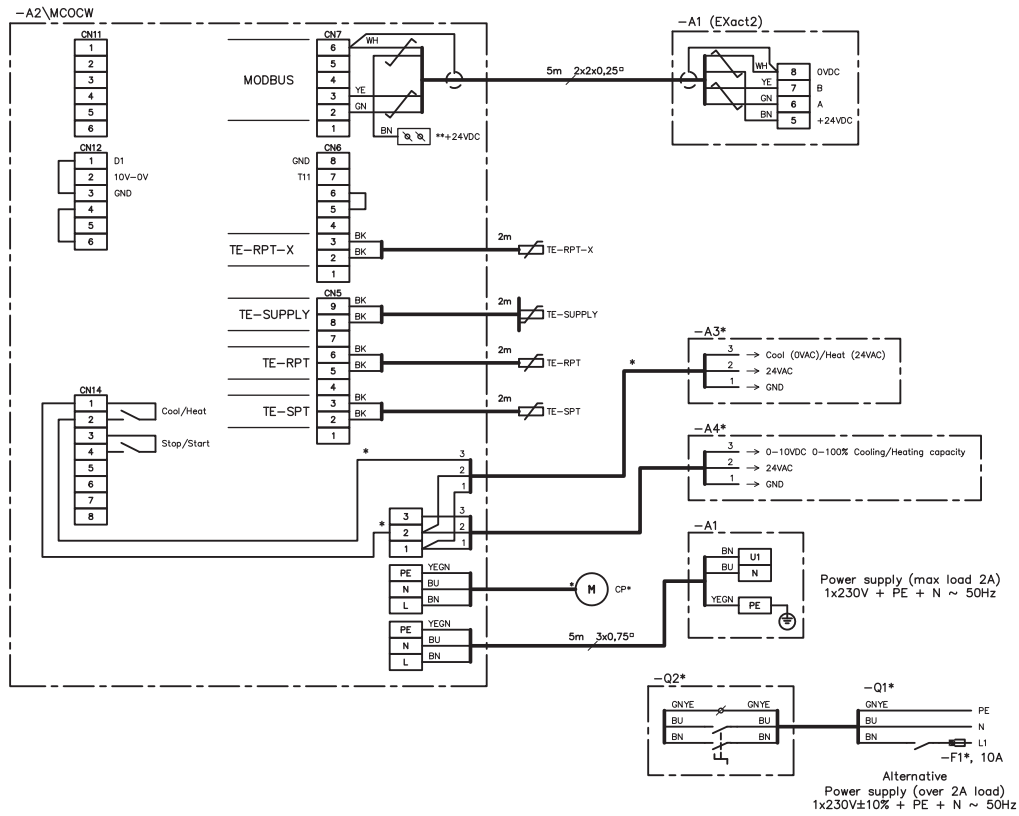 -A2\MCOCW
CN11
1
2
3
4
5
6
CN12
1 D1
2 10V-0V
3 GND
4
5
6
CN14
1
2
3
4
5
6
7
8
Cool/Heat
Stop/Start
MODBUS
CN7
6
5
4
3
2
1
WH
YE
GN
BN
**+24VDC
CN6
GND 8
T11 7
6
5
4
3
2
1
BK
BK
TE-RPT-X
2m
TE-RPT-X
CN5
9
8
7
6
5
4
3
2
1
TE-SUPPLY
BK
BK
2m
TE-SUPPLY
TE-RPT
BK
BK
2m
TE-RPT
TE-SPT
BK
BK
2m
TE-SPT
5m 2x2x0,25¤
-A1 (EXact2)
WH 8 0VDC
YE 7 B
GN 6 A
BN 5 +24VDC
*
-A3*
3 Cool (0VAC)/Heat (24VAC)
2 24VAC
1 GND
-A4*
3 0-10VDC 0-100% Cooling/Heating capacity
2 24VAC
1 GND
*
3
2
1
*
3
2
1
3
2
1
PE YEGN
N BU
L BN
* M CP*
PE YEGN
N BU
L BN
5m 3x0,75¤
-A1
BN U1
BU N
YEGN PE
Power supply (max load 2A)
1x230V + PE + N ~ 50Hz
-Q2*
GNYE GNYE
BU BU
BN BN
-Q1*
GNYE PE
BU N
BN L1
-F1*, 10A
Alternative
Power supply (over 2A load)
1x230V±10% + PE + N ~ 50Hz